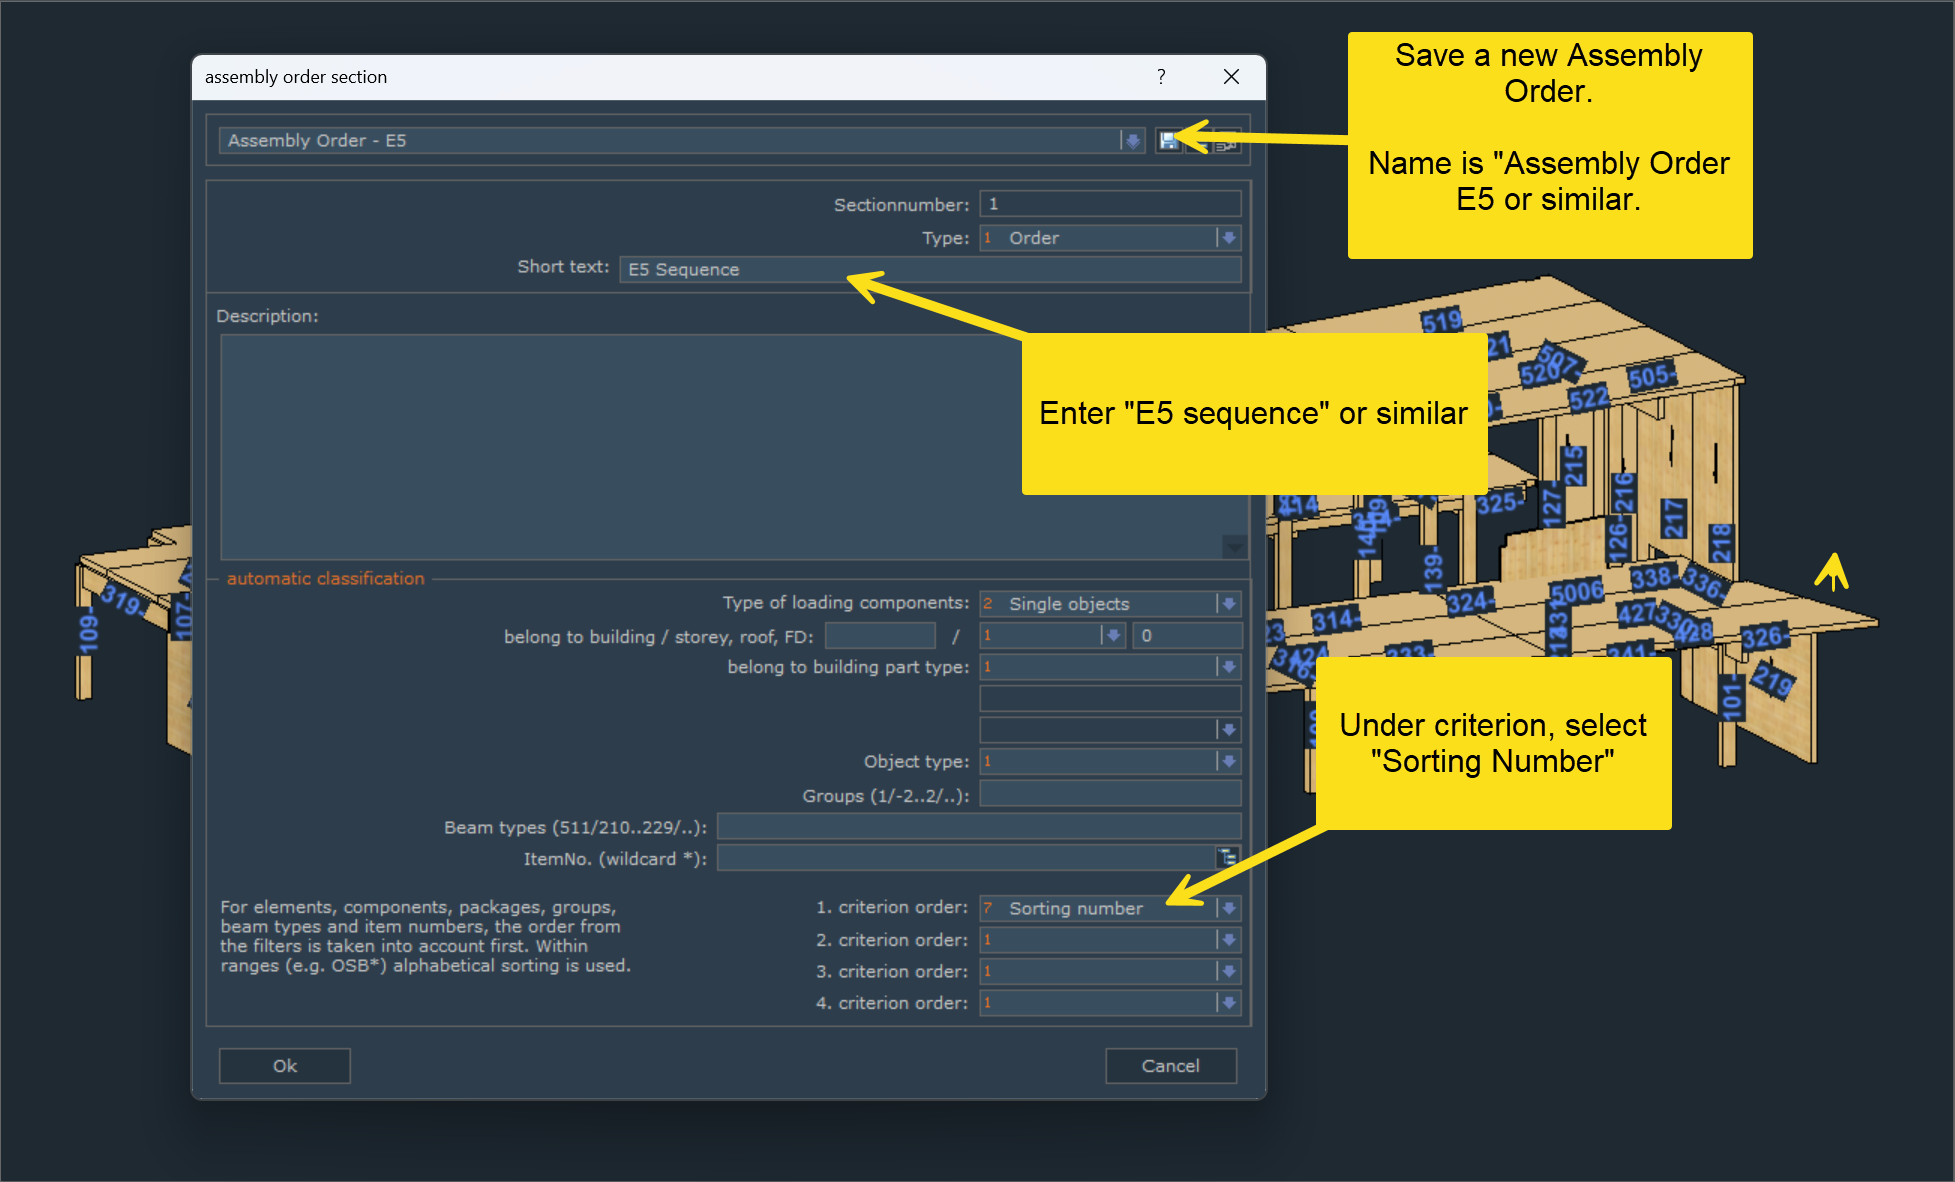 assembly order section
?
Assembly Order - E5
Save a new Assembly
Order.
Name is "Assembly Order
E5 or similar.
Sectionnumber: 1
Type: 1 Order
Short text: E5 Sequence
Description:
Enter "E5 sequence" or similar
automatic classification
Type of loading components: 2 Single objects
belong to building / storey, roof, FD: / 1 0
belong to building part type: 1
Object type: 1
Groups (1/-2..2/..):
Beam types (511/210..229/..):
ItemNo. (wildcard *):
For elements, components, packages, groups,
beam types and item numbers, the order from
the filters is taken into account first. Within
ranges (e.g. OSB*) alphabetical sorting is used.
1. criterion order: 7 Sorting number
2. criterion order: 1
3. criterion order: 1
4. criterion order: 1
Under criterion, select
"Sorting Number"
Ok
Cancel
519
507-
520
505-
522
215
325-
127-
216
217
126-
218
139-
338-
336-
5006
324-
314-
427
330
428
326-
219
101-
319-
109-
107-